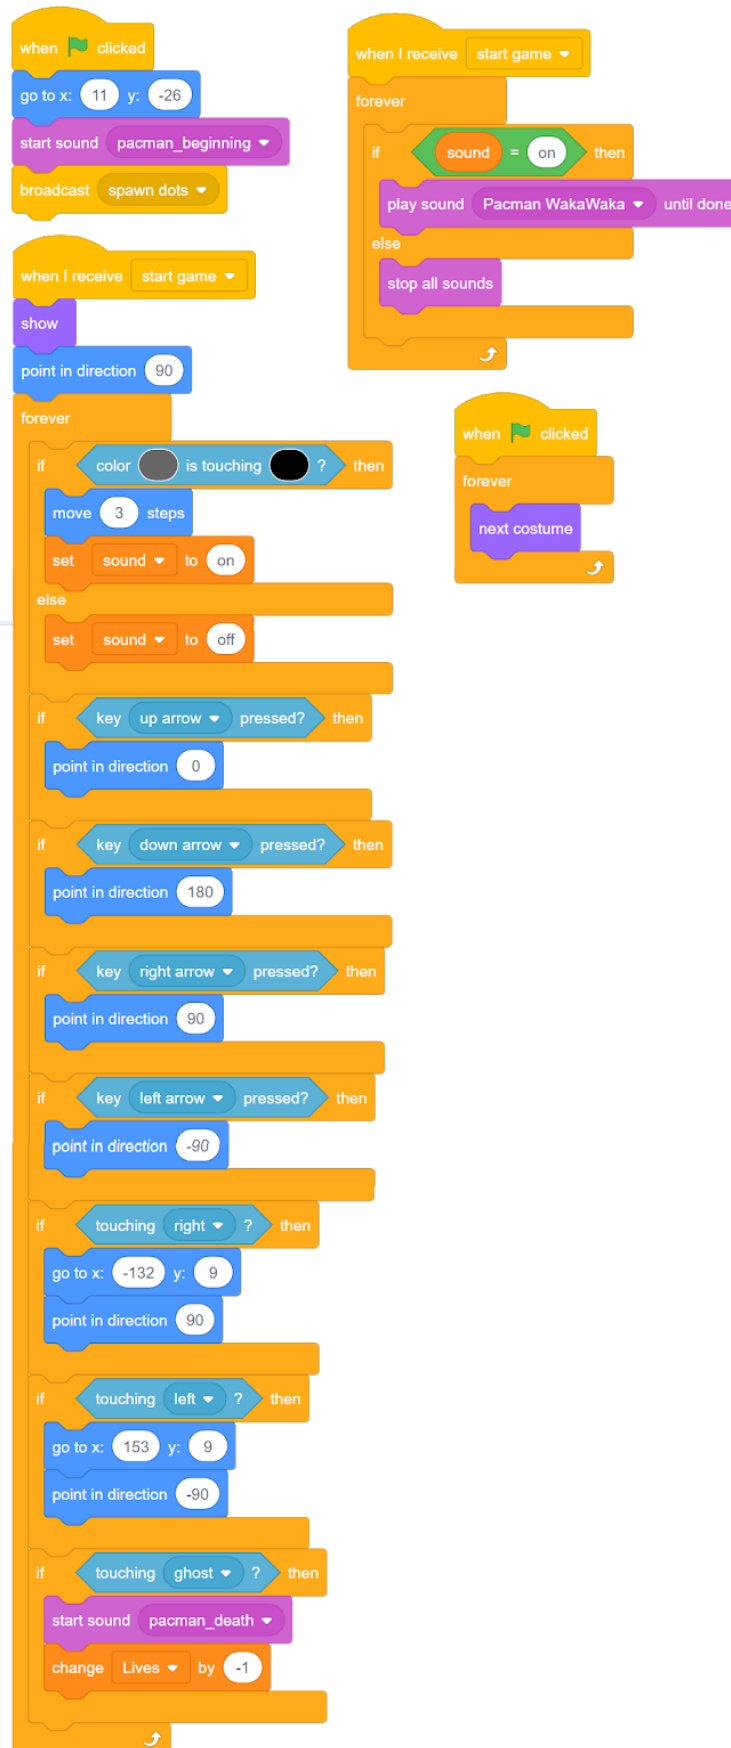 when clicked
go to x: 11 y: -26
start sound pacman_beginning
broadcast spawn dots
when I receive start game
show
point in direction 90
forever
if color is touching ? then
move 3 steps
set sound to on
else
set sound to off
if key up arrow pressed? then
point in direction 0
if key down arrow pressed? then
point in direction 180
if key right arrow pressed? then
point in direction 90
if key left arrow pressed? then
point in direction -90
if touching right ? then
go to x: -132 y: 9
point in direction 90
if touching left ? then
go to x: 153 y: 9
point in direction -90
if touching ghost ? then
start sound pacman_death
change Lives by -1
when I receive start game
forever
if sound = on then
play sound Pacman WakaWaka until done
else
stop all sounds
when clicked
forever
next costume